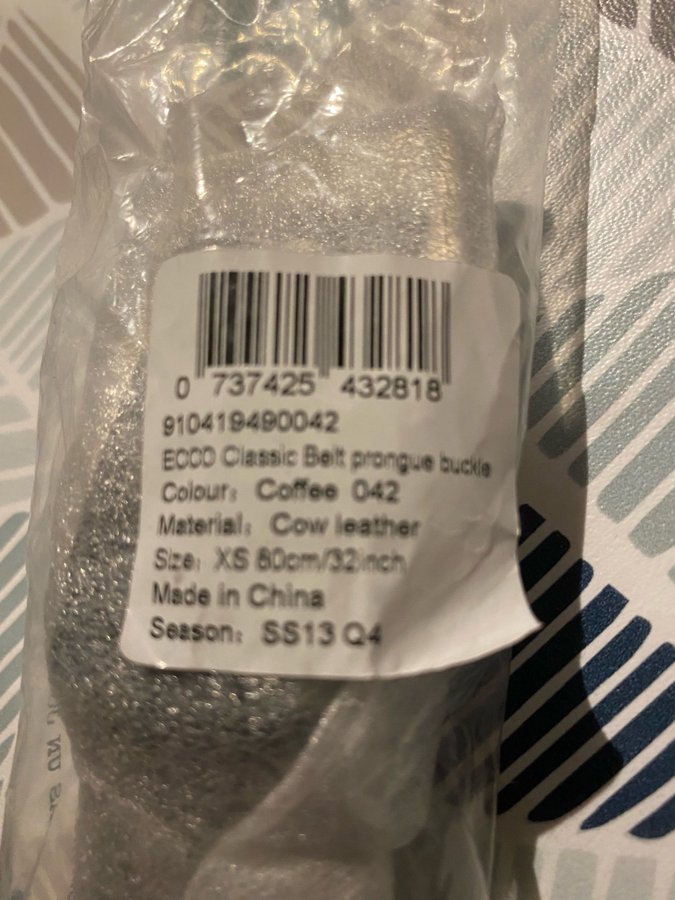 0 737425 432818
910419490042
ECCO Classic Belt prongue buckle
Colour: Coffee 042
Material: Cow leather
Size: XS 80cm/32inch
Made in China
Season: SS13 Q4